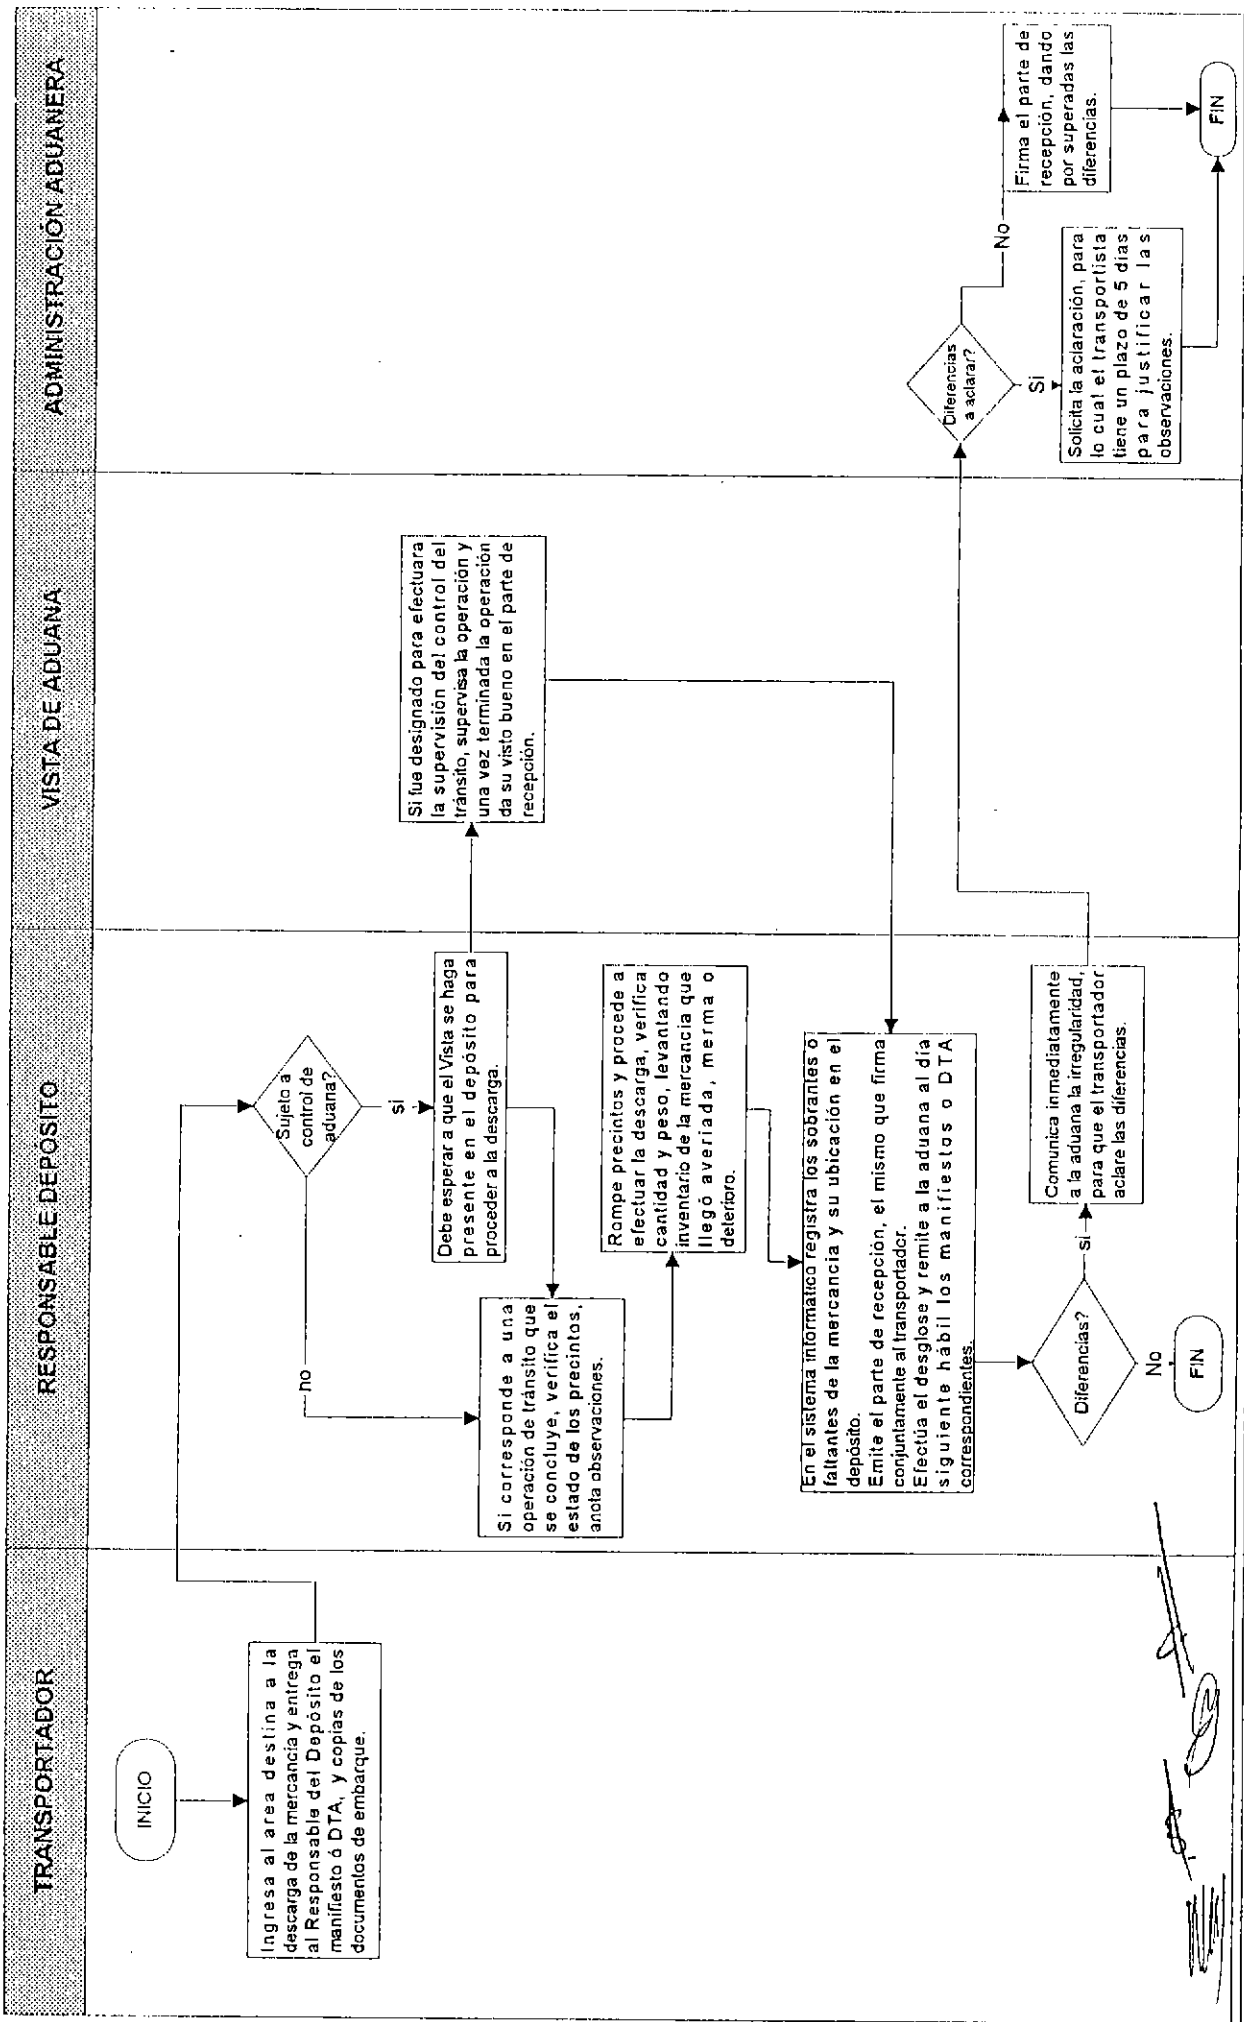 TRANSPORTADOR
RESPONSABLE DEPÓSITO
VISTA DE ADUANA
ADMINISTRACIÓN ADUANERA
INICIO
Ingresa al area destina a la
descarga de la mercancía y entrega
al Responsable del Depósito el
manifiesto ó DTA, y copias de los
documentos de embarque.
Sujeto a
control de
aduana?
no
si
Debe esperar a que el Vista se haga
presente en el depósito para
proceder a la descarga.
Si fue designado para efectuara
la supervisión del control del
tránsito, supervisa la operación y
una vez terminada la operación
da su visto bueno en el parte de
recepción.
Si corresponde a una
operación de tránsito que
se concluye, verifica el
estado de los precintos,
anota observaciones.
Rompe precintos y procede a
efectuar la descarga, verifica
cantidad y peso, levantando
inventario de la mercancia que
llegó averiada, merma o
deterioro.
En el sistema informático registra los sobrantes o
faltantes de la mercancia y su ubicación en el
depósito.
Emite el parte de recepción, el mismo que firma
conjuntamente al transportador.
Efectúa el desglose y remite a la aduana al día
siguiente hábil los manifiestos o DTA
correspondientes.
Diferencias?
si
No
FIN
Comunica inmediatamente
a la aduana la irregularidad,
para que el transportador
aclare las diferencias.
Diferencias
a aclarar?
No
Si
Solicita la aclaración, para
lo cual el transportista
tiene un plazo de 5 dias
para justificar las
observaciones.
Firma el parte de
recepción, dando
por superadas las
diferencias.
FIN